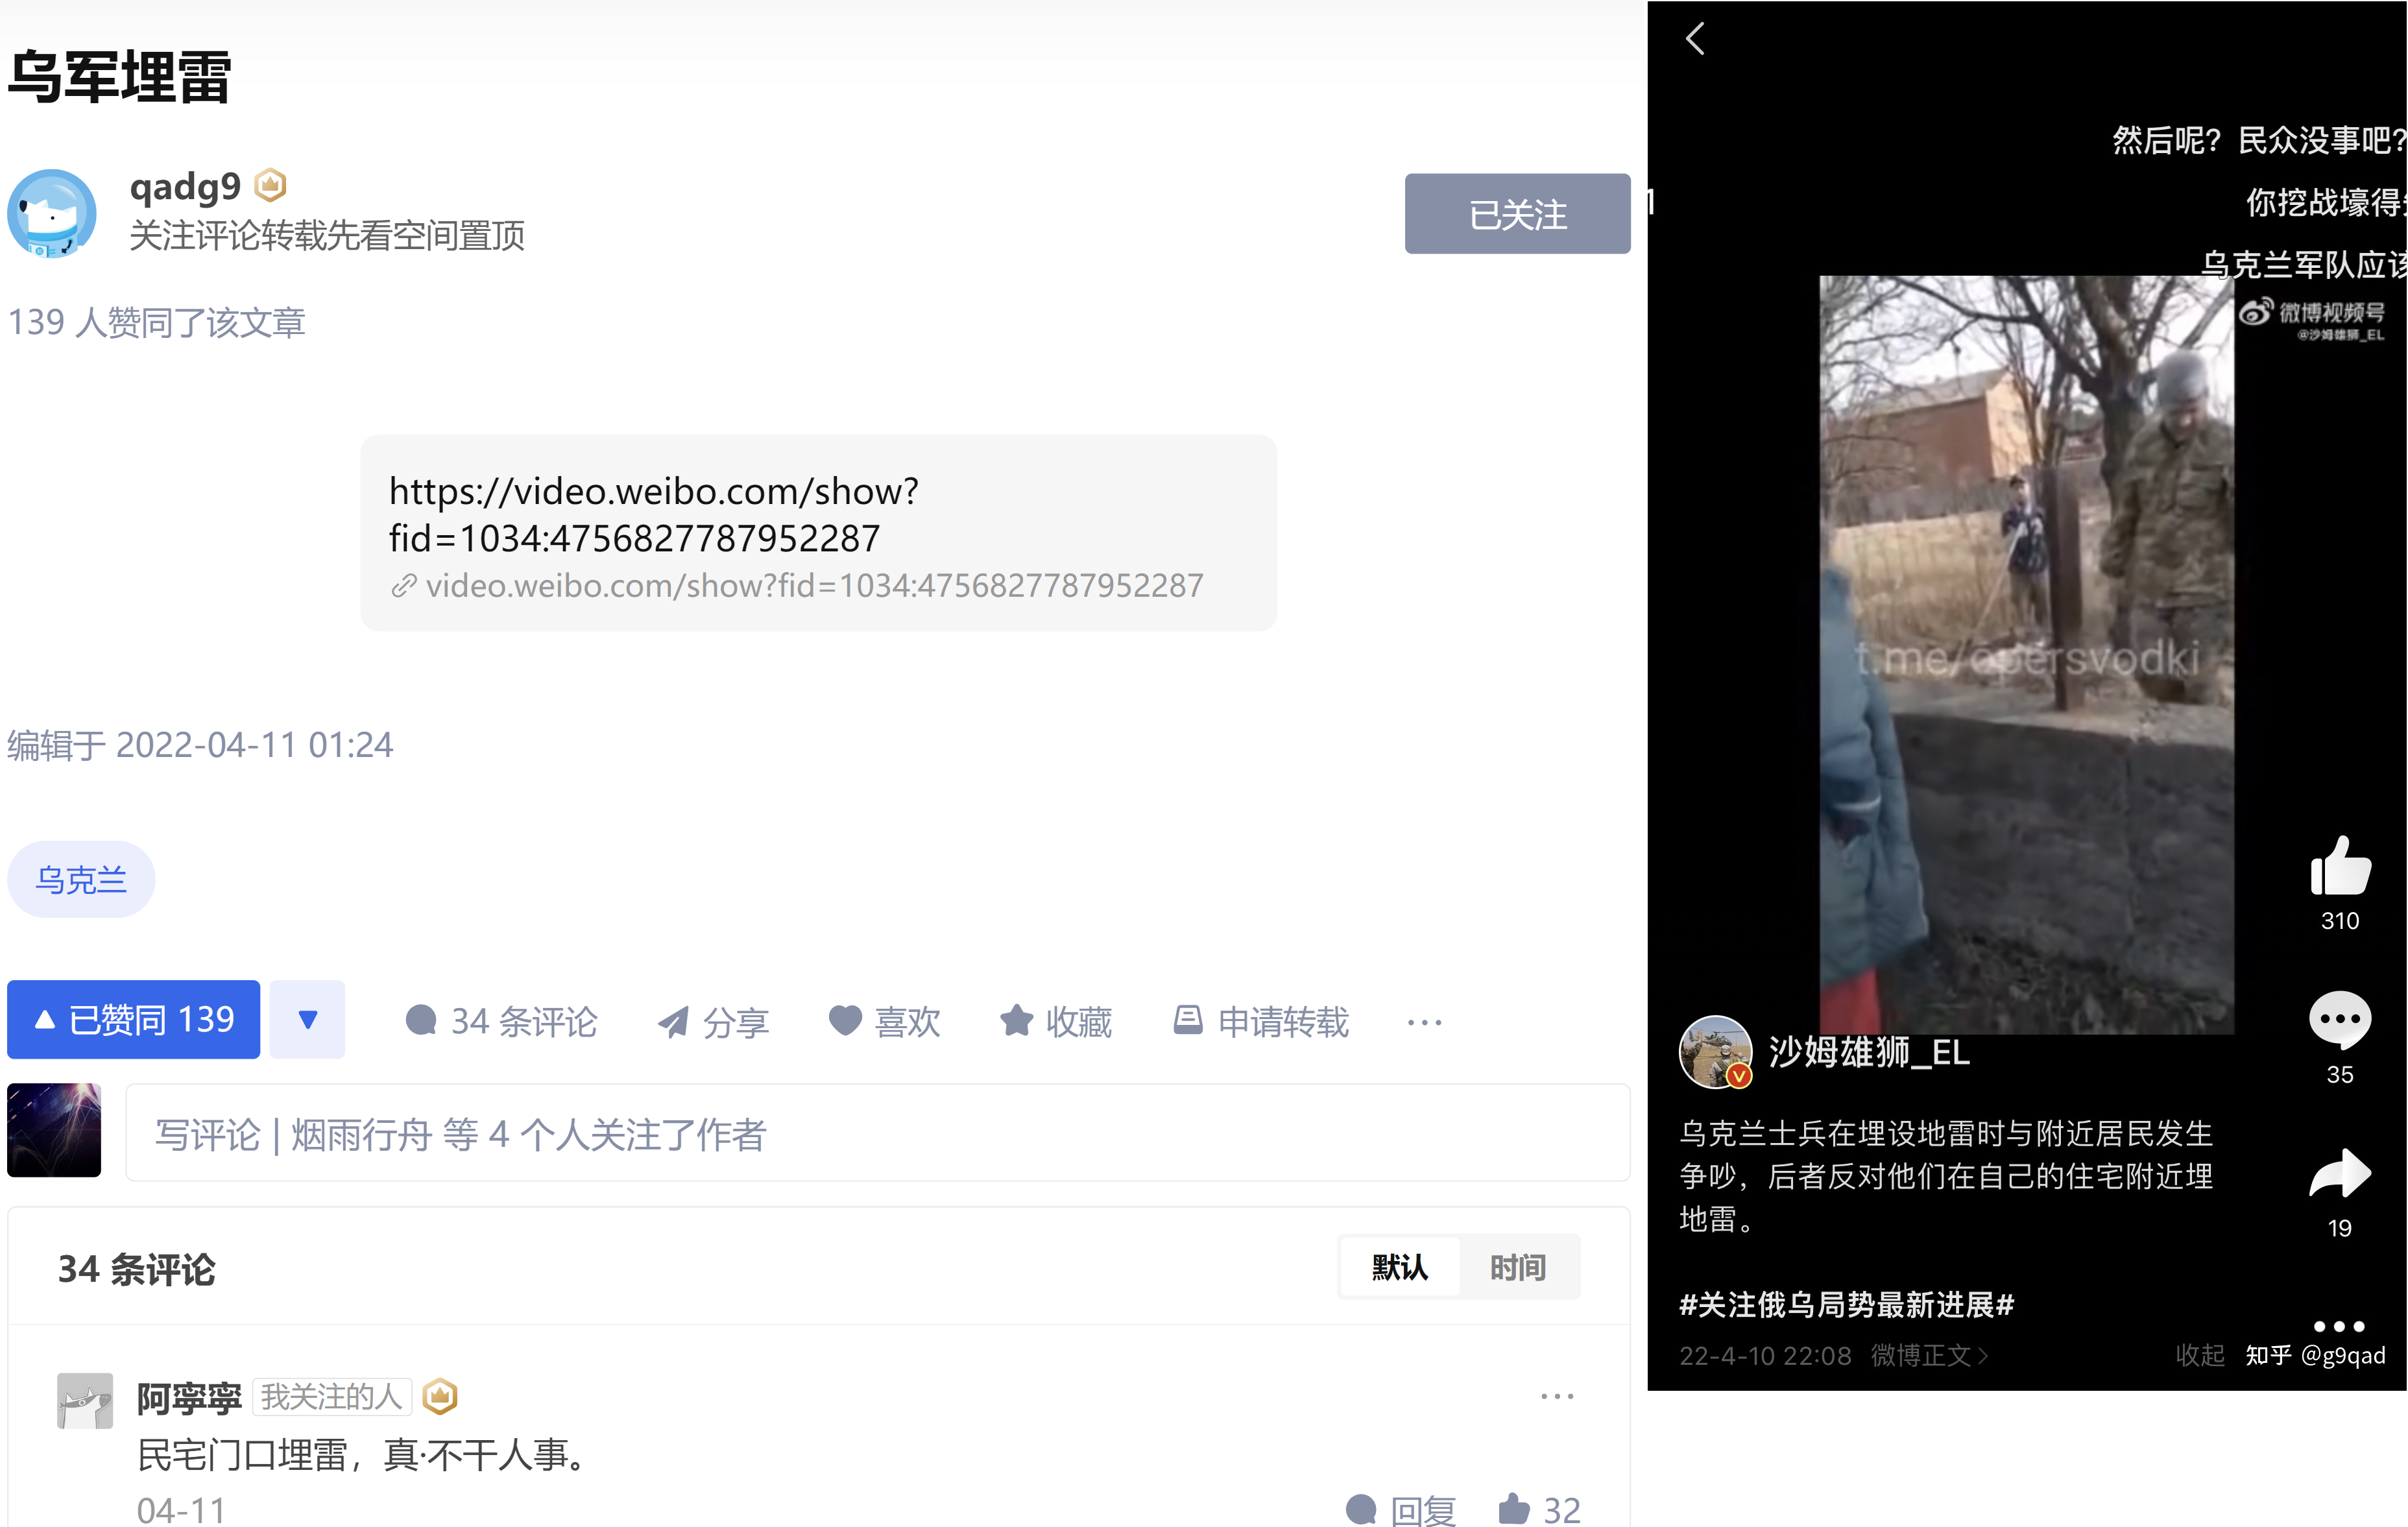 乌军埋雷
qadg9
关注评论转载先看空间置顶
已关注
139 人赞同了该文章
https://video.weibo.com/show?
fid=1034:4756827787952287
video.weibo.com/show?fid=1034:4756827787952287
编辑于 2022-04-11 01:24
乌克兰
已赞同 139
34 条评论
分享
喜欢
收藏
申请转载
写评论 | 烟雨行舟 等 4 个人关注了作者
34 条评论
默认
时间
阿寧寧 我关注的人
民宅门口埋雷，真·不干人事。
04-11
回复
32
然后呢？民众没事吧？
你挖战壕得
乌克兰军队应该
微博视频号
@沙姆雄狮_EL
t.me/opersvodki
310
35
19
沙姆雄狮_EL
乌克兰士兵在埋设地雷时与附近居民发生
争吵，后者反对他们在自己的住宅附近埋
地雷。
#关注俄乌局势最新进展#
22-4-10 22:08 微博正文
收起
知乎 @g9qad